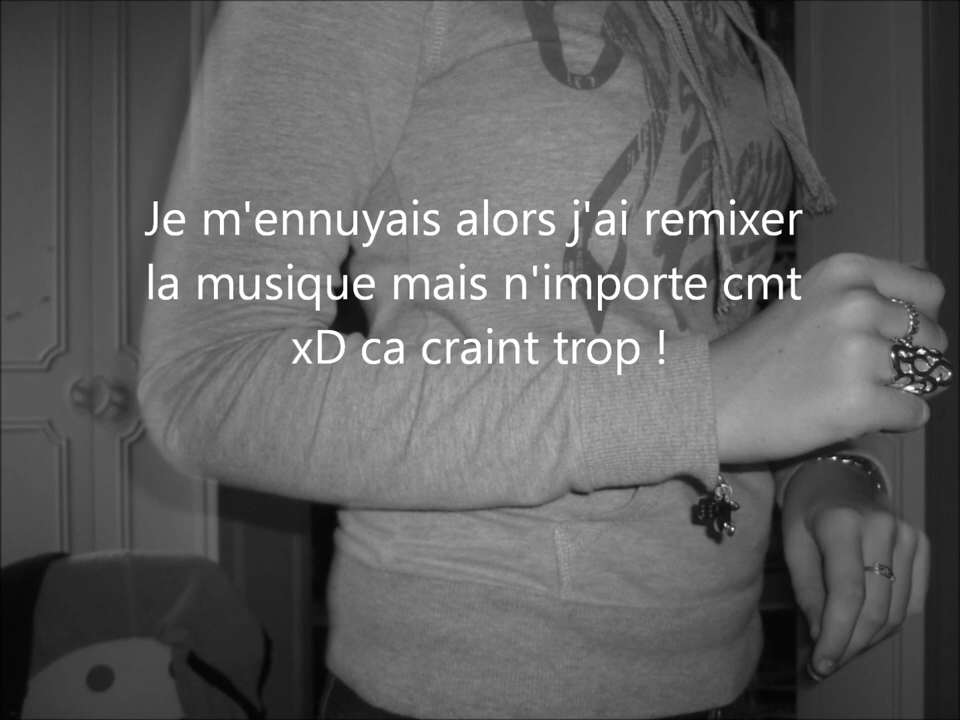 Je m'ennuyais alors j'ai remixer
la musique mais n'importe cmt
xD ca craint trop !